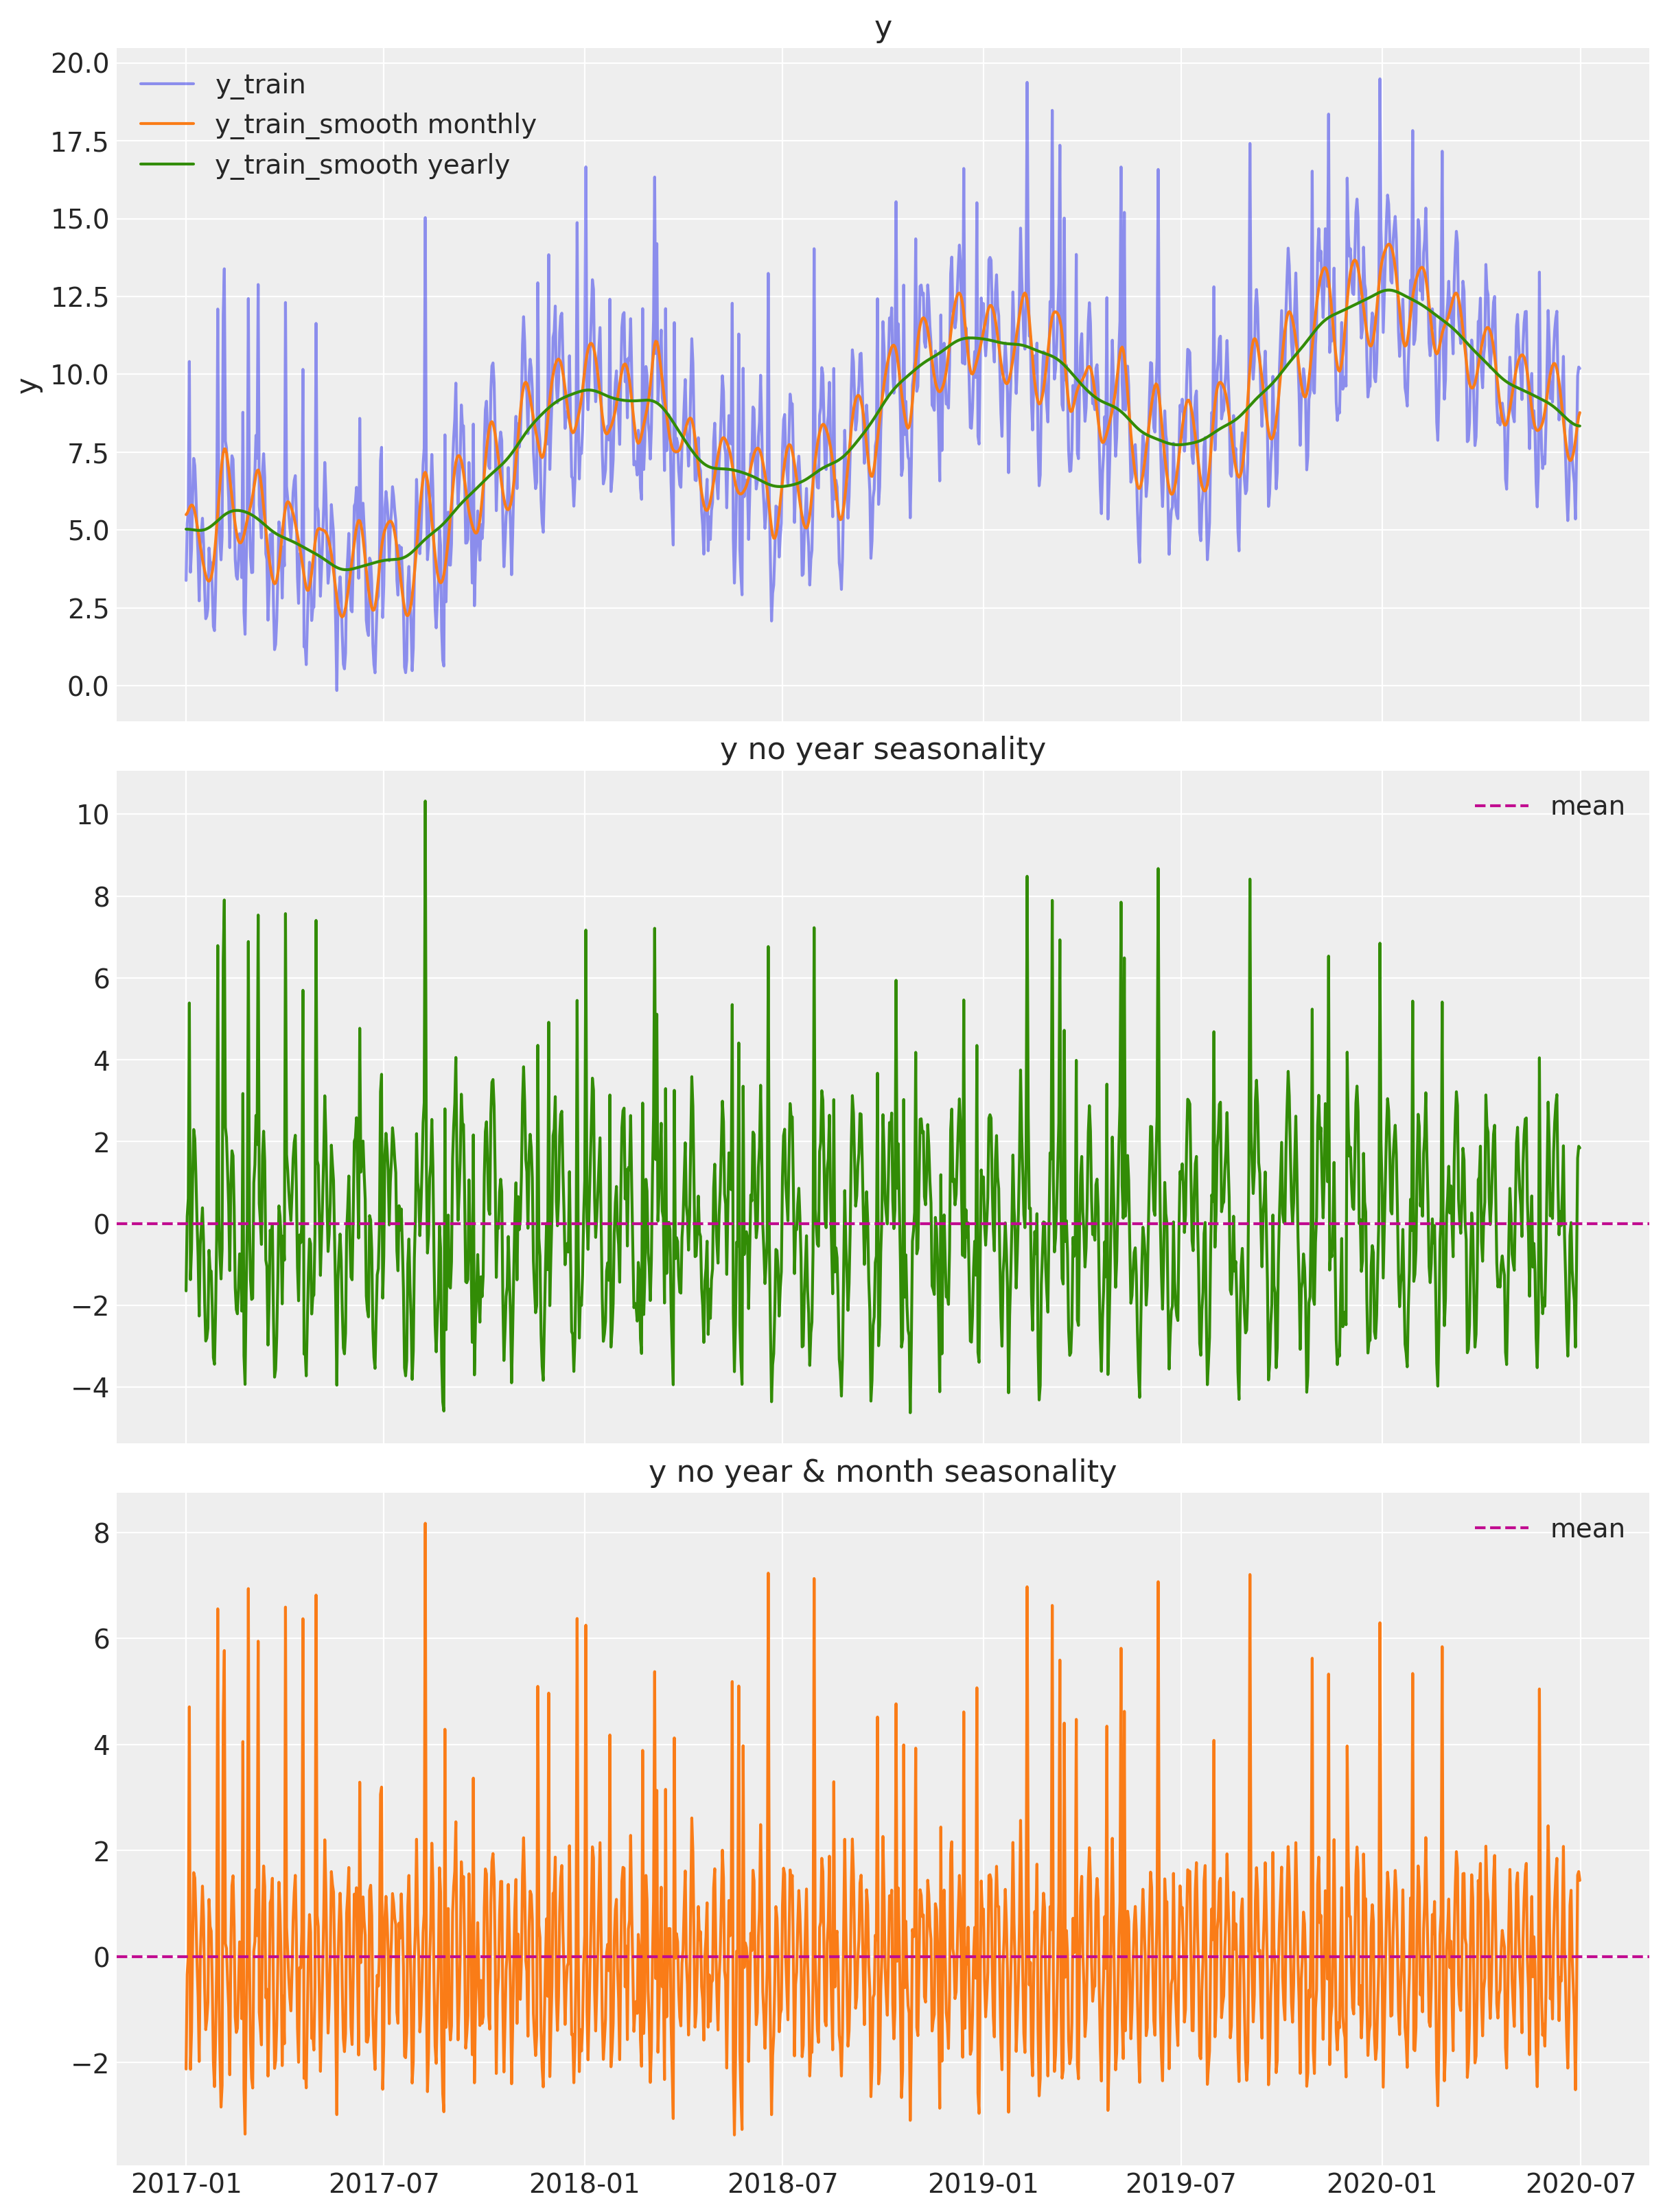 y
20.0
17.5
15.0
12.5
10.0
7.5
5.0
2.5
0.0
y
y_train
y_train_smooth monthly
y_train_smooth yearly
y no year seasonality
10
8
6
4
2
0
−2
−4
mean
y no year & month seasonality
8
6
4
2
0
−2
mean
2017-01 2017-07 2018-01 2018-07 2019-01 2019-07 2020-01 2020-07